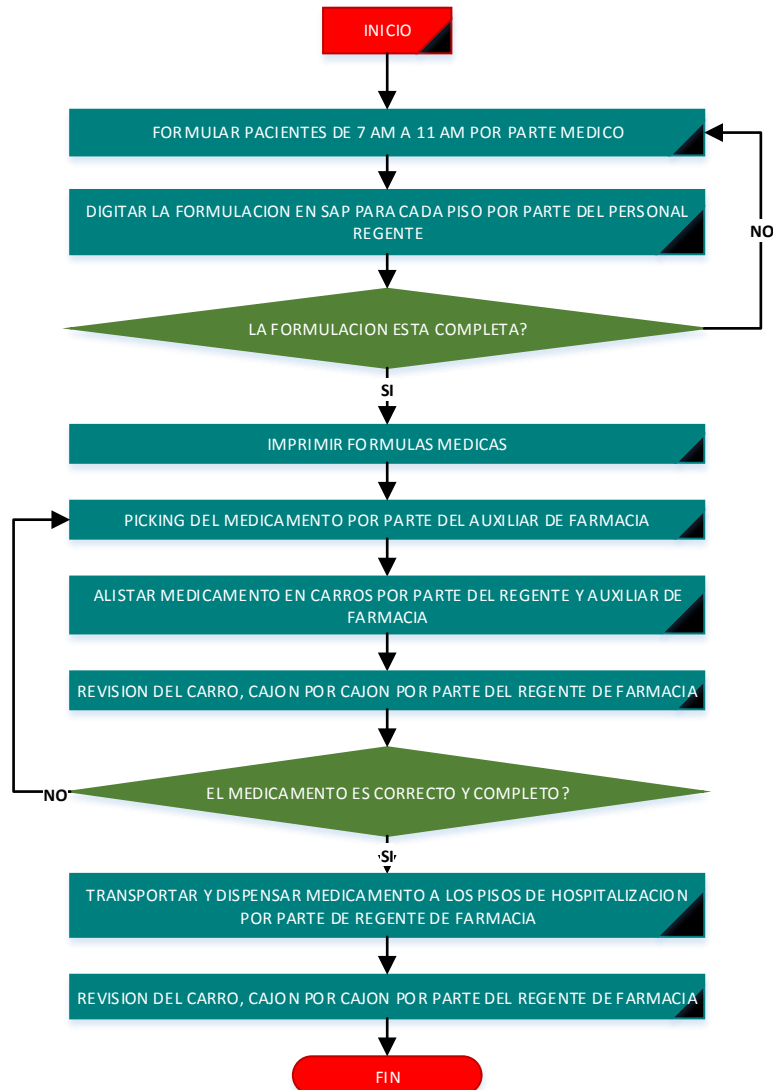 INICIO
FORMULAR PACIENTES DE 7 AM A 11 AM POR PARTE MEDICO
DIGITAR LA FORMULACION EN SAP PARA CADA PISO POR PARTE DEL PERSONAL
REGENTE
NO
LA FORMULACION ESTA COMPLETA?
SI
IMPRIMIR FORMULAS MEDICAS
PICKING DEL MEDICAMENTO POR PARTE DEL AUXILIAR DE FARMACIA
ALISTAR MEDICAMENTO EN CARROS POR PARTE DEL REGENTE Y AUXILIAR DE
FARMACIA
REVISION DEL CARRO, CAJON POR CAJON POR PARTE DEL REGENTE DE FARMACIA
EL MEDICAMENTO ES CORRECTO Y COMPLETO?
NO
SI
TRANSPORTAR Y DISPENSAR MEDICAMENTO A LOS PISOS DE HOSPITALIZACION
POR PARTE DE REGENTE DE FARMACIA
REVISION DEL CARRO, CAJON POR CAJON POR PARTE DEL REGENTE DE FARMACIA
FIN